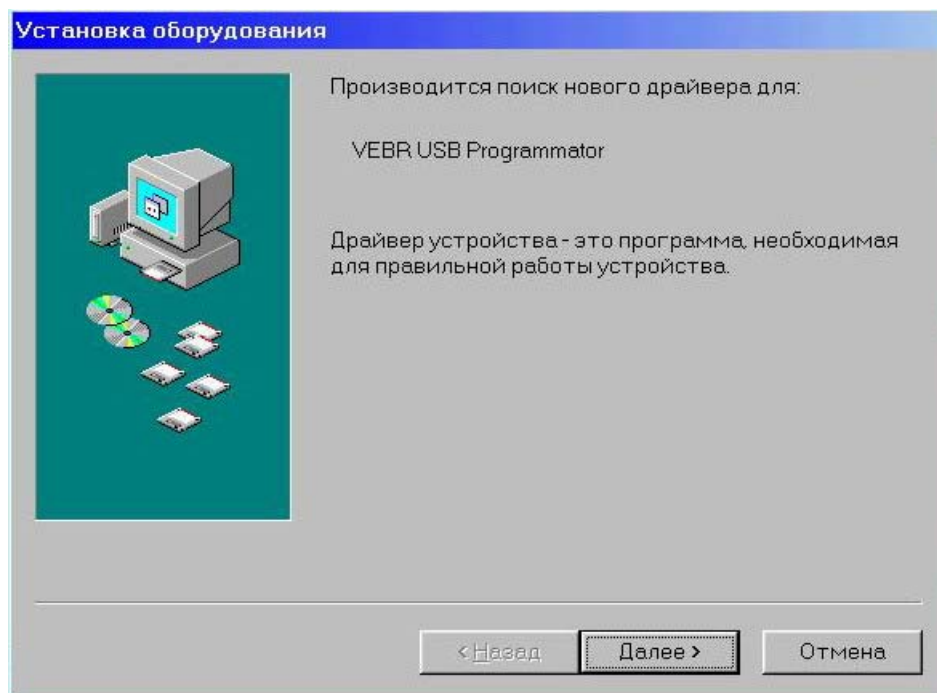 Установка оборудования
Производится поиск нового драйвера для:
VEBR USB Programmator
Драйвер устройства - это программа, необходимая
для правильной работы устройства.
< Назад
Далее >
Отмена